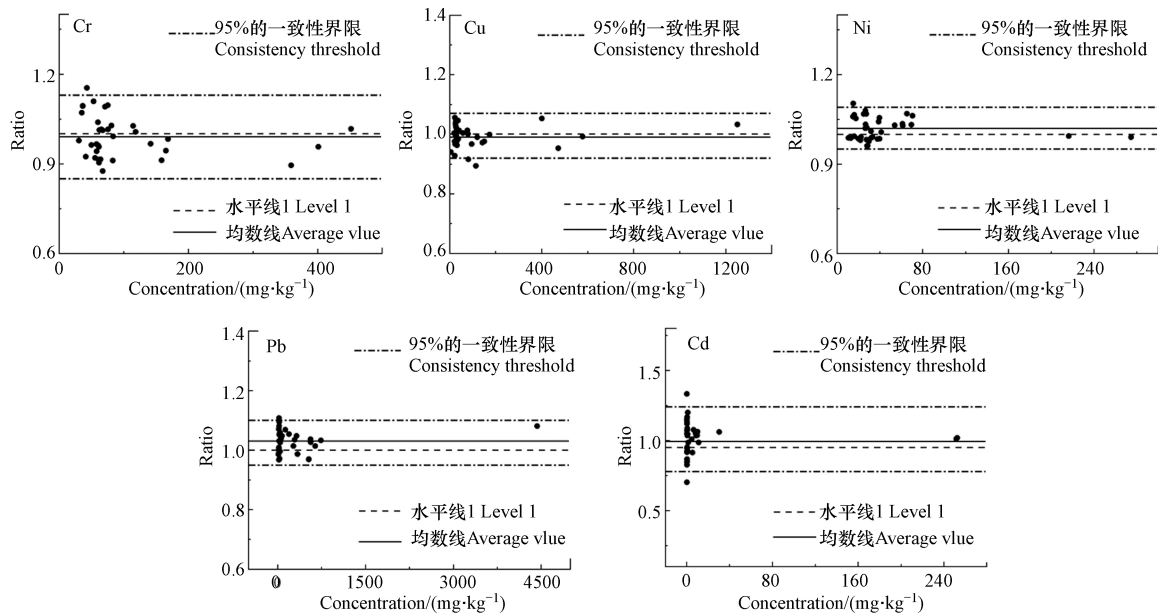 Cr
95%的一致性界限
Consistency threshold
1.2
0.9
0.6
Ratio
水平线1 Level 1
均数线Average vlue
0
200
400
Concentration/(mg·kg⁻¹)
Cu
95%的一致性界限
Consistency threshold
1.4
1.2
1.0
0.8
0.6
Ratio
水平线1 Level 1
均数线Average vlue
0
400
800
1200
Concentration/(mg·kg⁻¹)
Ni
95%的一致性界限
Consistency threshold
1.2
0.9
0.6
Ratio
水平线1 Level 1
均数线Average vlue
0
80
160
240
Concentration/(mg·kg⁻¹)
Pb
95%的一致性界限
Consistency threshold
1.4
1.2
1.0
0.8
0.6
Ratio
水平线1 Level 1
均数线Average vlue
0
1500
3000
4500
Concentration/(mg·kg⁻¹)
Cd
95%的一致性界限
Consistency threshold
1.5
1.0
0.5
Ratio
水平线1 Level 1
均数线Average vlue
0
80
160
240
Concentration/(mg·kg⁻¹)